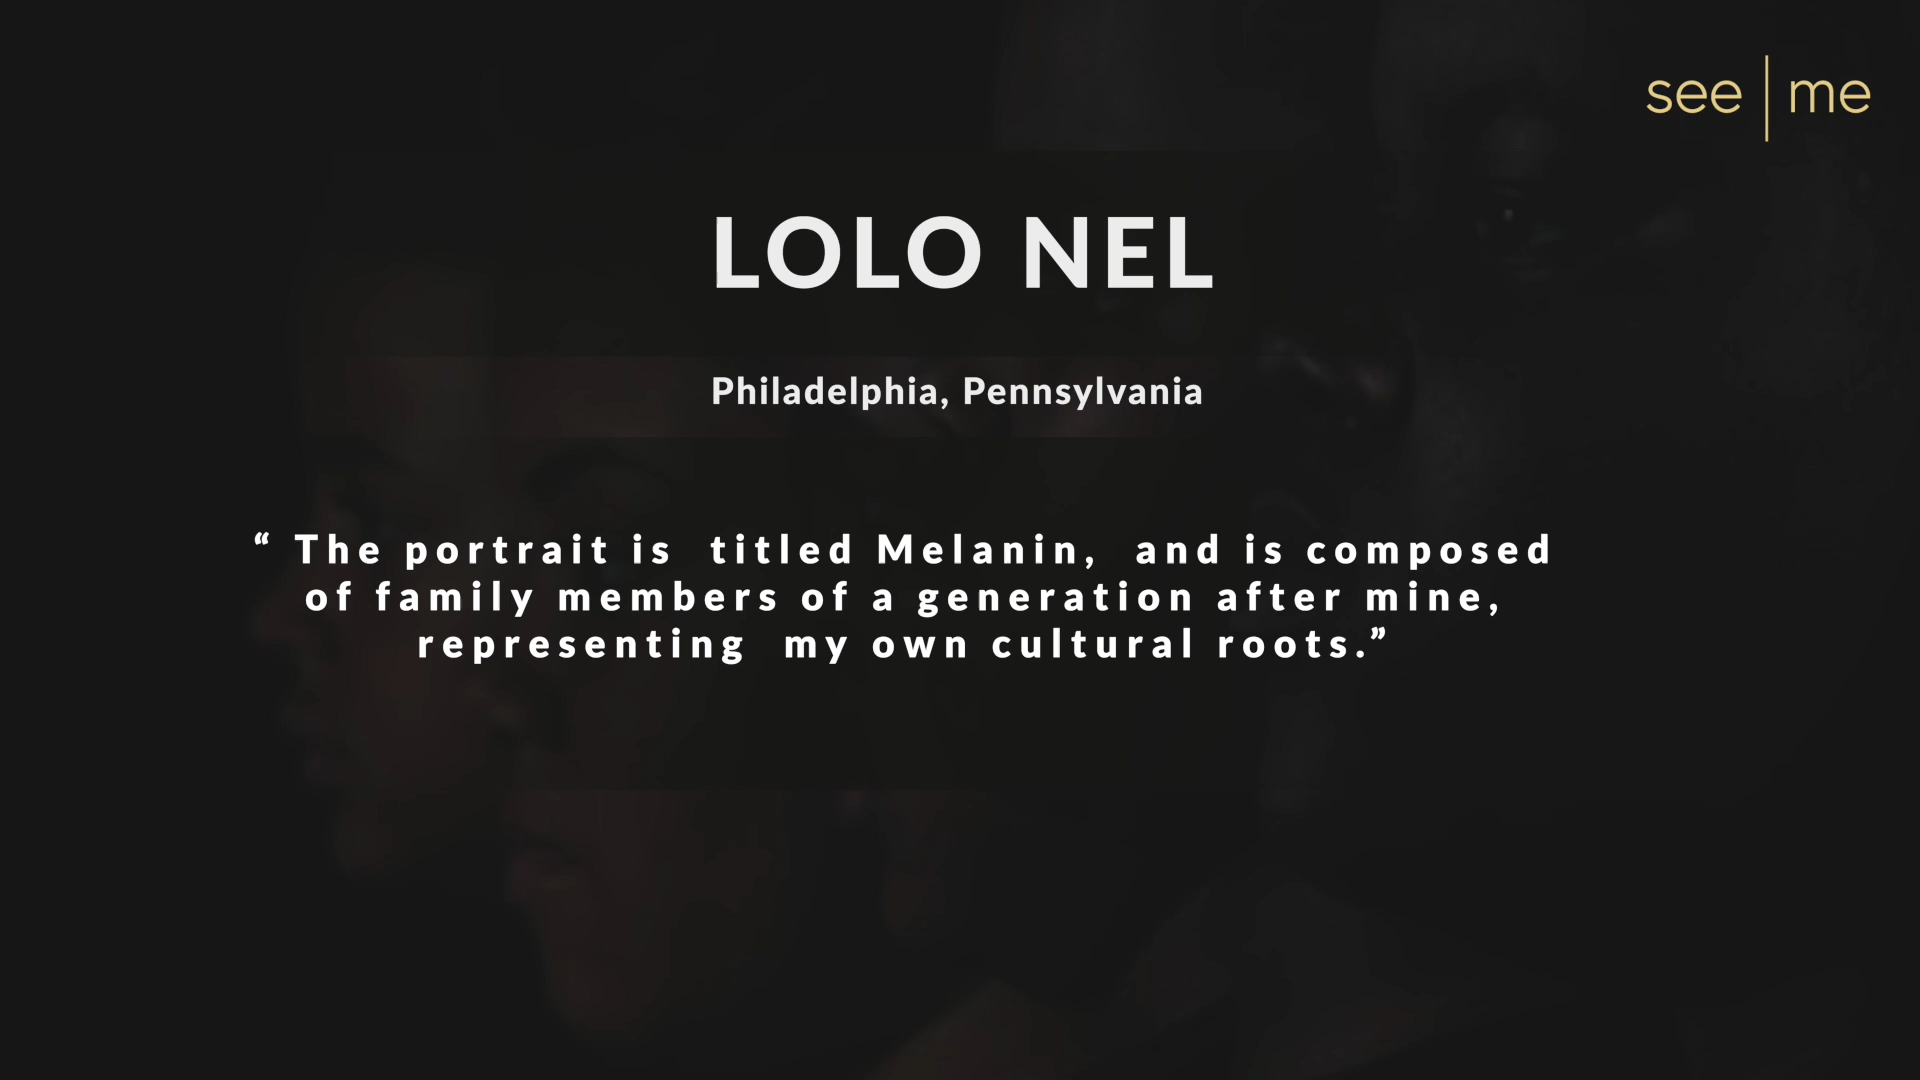 see | me
LOLO NEL
Philadelphia, Pennsylvania
“ The portrait is  titled Melanin,  and is composed
of family members of a generation after mine,
representing  my own cultural roots.”